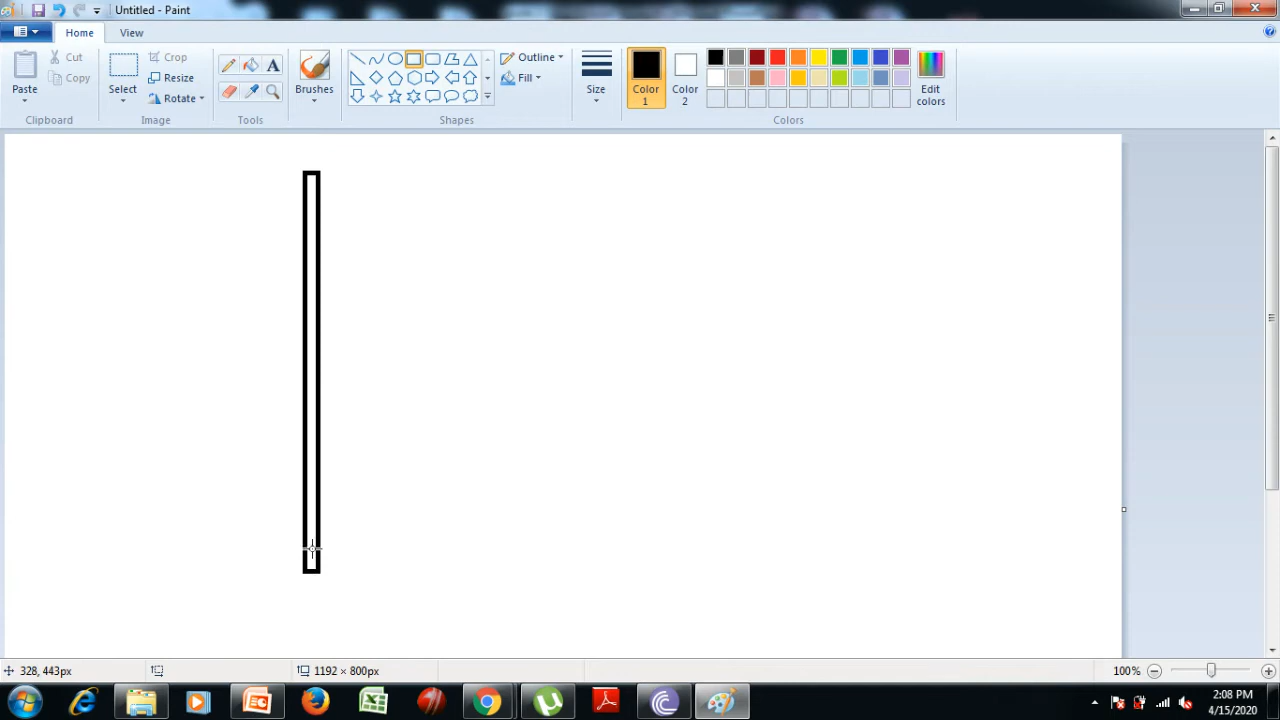 Untitled - Paint
Home
View
Paste
Cut
Copy
Clipboard
Select
Crop
Resize
Rotate
Image
A
Tools
Brushes
Outline
Fill
Shapes
Size
Color 1
Color 2
Edit colors
Colors
328, 443px
1192 × 800px
100%
2:08 PM
4/15/2020